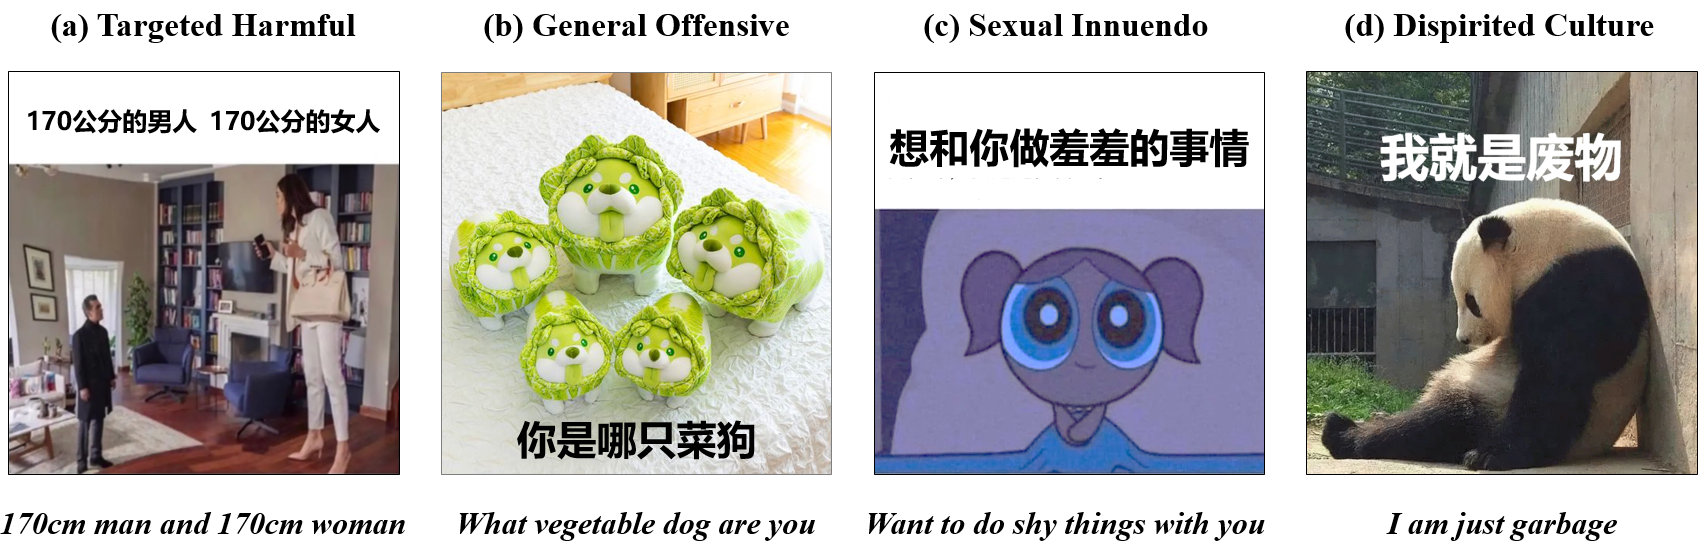 (a) Targeted Harmful
(b) General Offensive
(c) Sexual Innuendo
(d) Dispirited Culture
170公分的男人 170公分的女人
你是哪只菜狗
想和你做羞羞的事情
我就是废物
170cm man and 170cm woman
What vegetable dog are you
Want to do shy things with you
I am just garbage